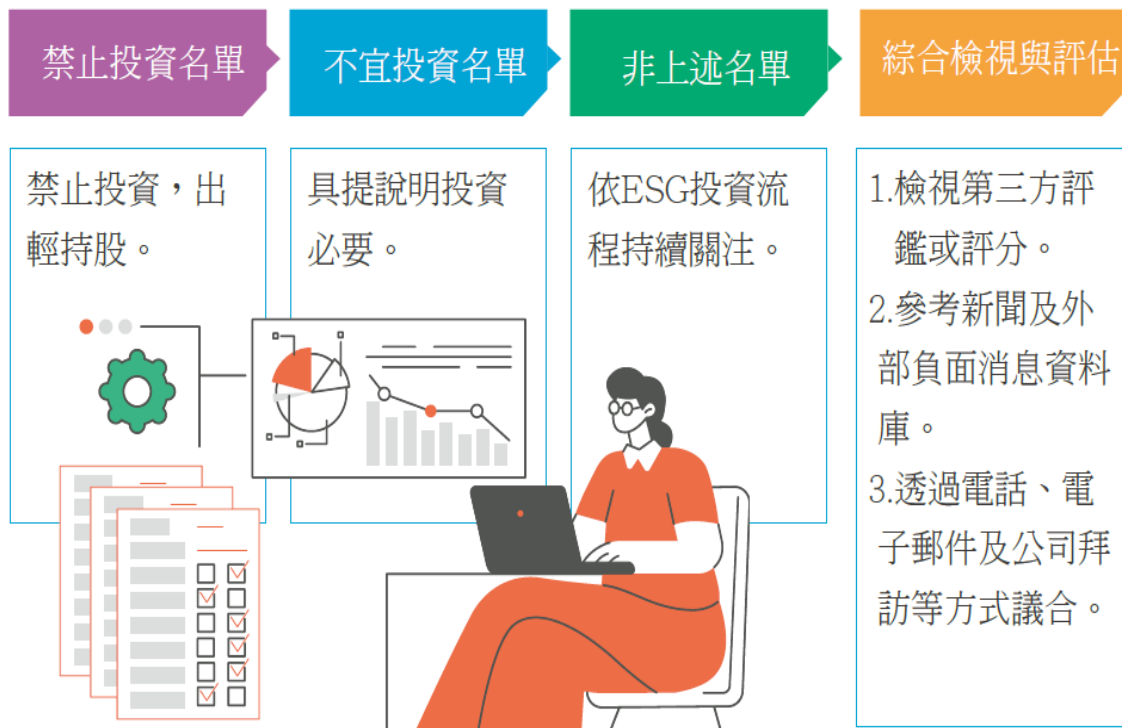 禁止投資名單
不宜投資名單
非上述名單
綜合檢視與評估
禁止投資，出
輕持股。
具提說明投資
必要。
依ESG投資流
程持續關注。
1.檢視第三方評
鑑或評分。
2.參考新聞及外
部負面消息資料
庫。
3.透過電話、電
子郵件及公司拜
訪等方式議合。